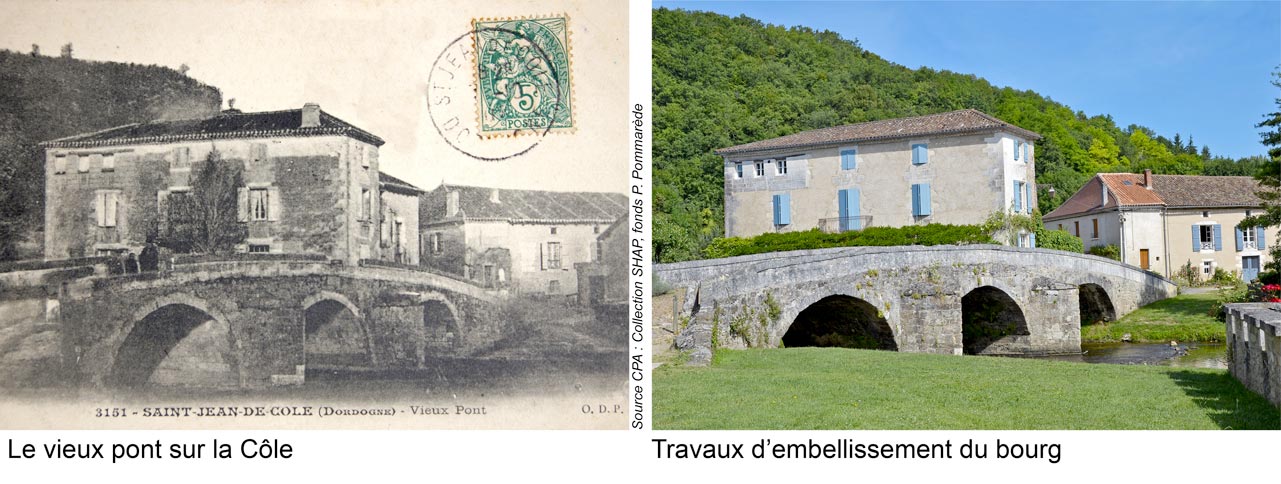 5
POSTES
3151 - SAINT-JEAN-DE-COLE (DORDOGNE) - Vieux Pont
O. D. P.
Source CPA : Collection SHAP, fonds P. Pommarède
Le vieux pont sur la Côle
Travaux d’embellissement du bourg